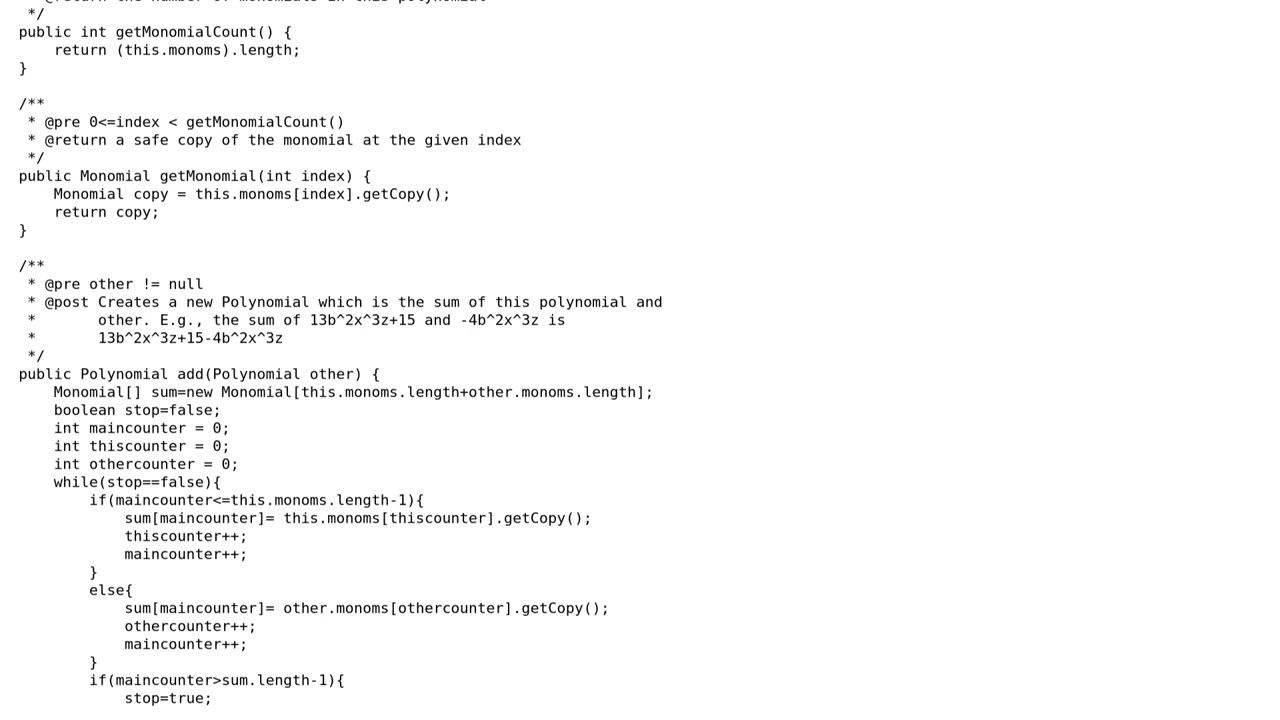 */
public int getMonomialCount() {
    return (this.monoms).length;
}

/**
 * @pre 0<=index < getMonomialCount()
 * @return a safe copy of the monomial at the given index
 */
public Monomial getMonomial(int index) {
    Monomial copy = this.monoms[index].getCopy();
    return copy;
}

/**
 * @pre other != null
 * @post Creates a new Polynomial which is the sum of this polynomial and
 *       other. E.g., the sum of 13b^2x^3z+15 and -4b^2x^3z is
 *       13b^2x^3z+15-4b^2x^3z
 */
public Polynomial add(Polynomial other) {
    Monomial[] sum=new Monomial[this.monoms.length+other.monoms.length];
    boolean stop=false;
    int maincounter = 0;
    int thiscounter = 0;
    int othercounter = 0;
    while(stop==false){
        if(maincounter<=this.monoms.length-1){
            sum[maincounter]= this.monoms[thiscounter].getCopy();
            thiscounter++;
            maincounter++;
        }
        else{
            sum[maincounter]= other.monoms[othercounter].getCopy();
            othercounter++;
            maincounter++;
        }
        if(maincounter>sum.length-1){
            stop=true;